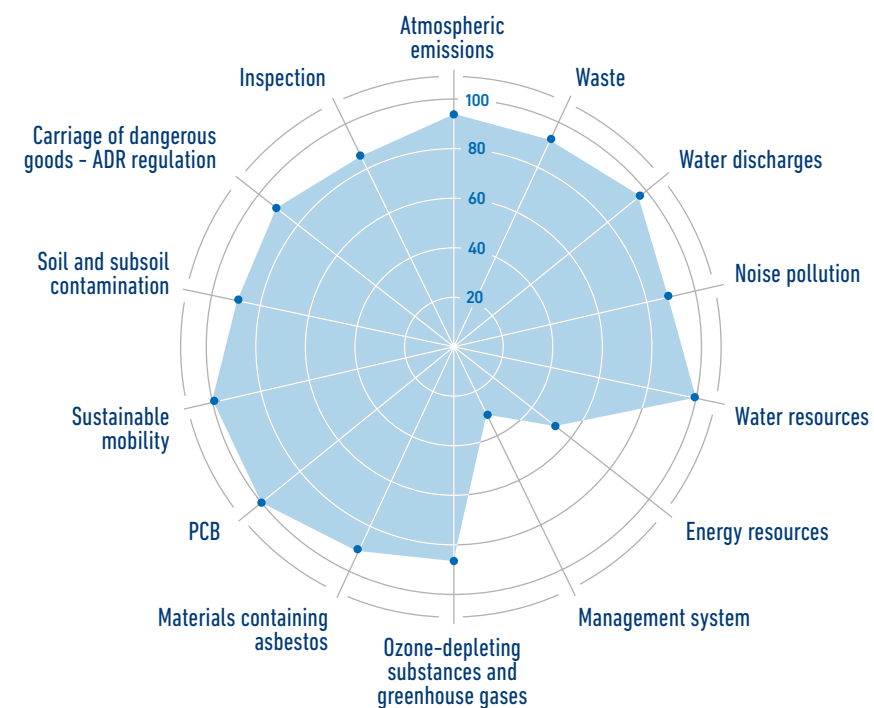 Atmospheric
emissions
Waste
Water discharges
Noise pollution
Water resources
Energy resources
Management system
Ozone-depleting
substances and
greenhouse gases
Materials containing
asbestos
PCB
Sustainable
mobility
Soil and subsoil
contamination
Carriage of dangerous
goods - ADR regulation
Inspection
100
80
60
40
20